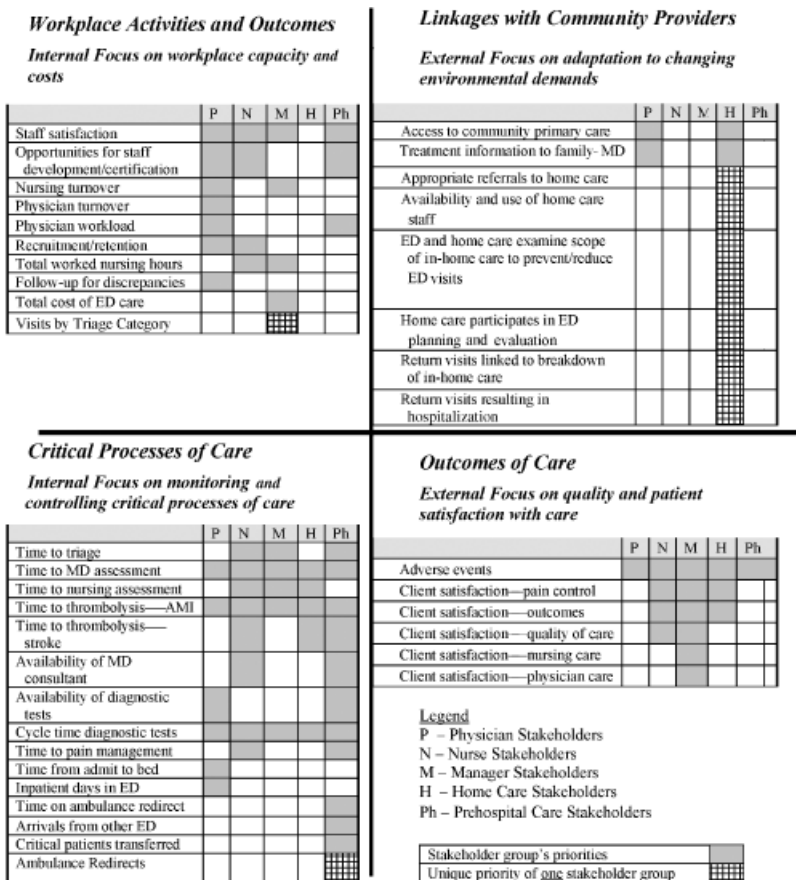 Workplace Activities and Outcomes
Internal Focus on workplace capacity and
costs
P N M H Ph
Staff satisfaction
Opportunities for staff
development/certification
Nursing turnover
Physician turnover
Physician workload
Recruitment/retention
Total worked nursing hours
Follow-up for discrepancies
Total cost of ED care
Visits by Triage Category
Linkages with Community Providers
External Focus on adaptation to changing
environmental demands
P N M H Ph
Access to community primary care
Treatment information to family- MD
Appropriate referrals to home care
Availability and use of home care
staff
ED and home care examine scope
of in-home care to prevent/reduce
ED visits
Home care participates in ED
planning and evaluation
Return visits linked to breakdown
of in-home care
Return visits resulting in
hospitalization
Critical Processes of Care
Internal Focus on monitoring and
controlling critical processes of care
P N M H Ph
Time to triage
Time to MD assessment
Time to nursing assessment
Time to thrombolysis—AMI
Time to thrombolysis—
stroke
Availability of MD
consultant
Availability of diagnostic
tests
Cycle time diagnostic tests
Time to pain management
Time from admit to bed
Inpatient days in ED
Time on ambulance redirect
Arrivals from other ED
Critical patients transferred
Ambulance Redirects
Outcomes of Care
External Focus on quality and patient
satisfaction with care
P N M H Ph
Adverse events
Client satisfaction—pain control
Client satisfaction—outcomes
Client satisfaction—quality of care
Client satisfaction—nursing care
Client satisfaction—physician care
Legend
P – Physician Stakeholders
N – Nurse Stakeholders
M – Manager Stakeholders
H – Home Care Stakeholders
Ph – Prehospital Care Stakeholders
Stakeholder group's priorities
Unique priority of one stakeholder group